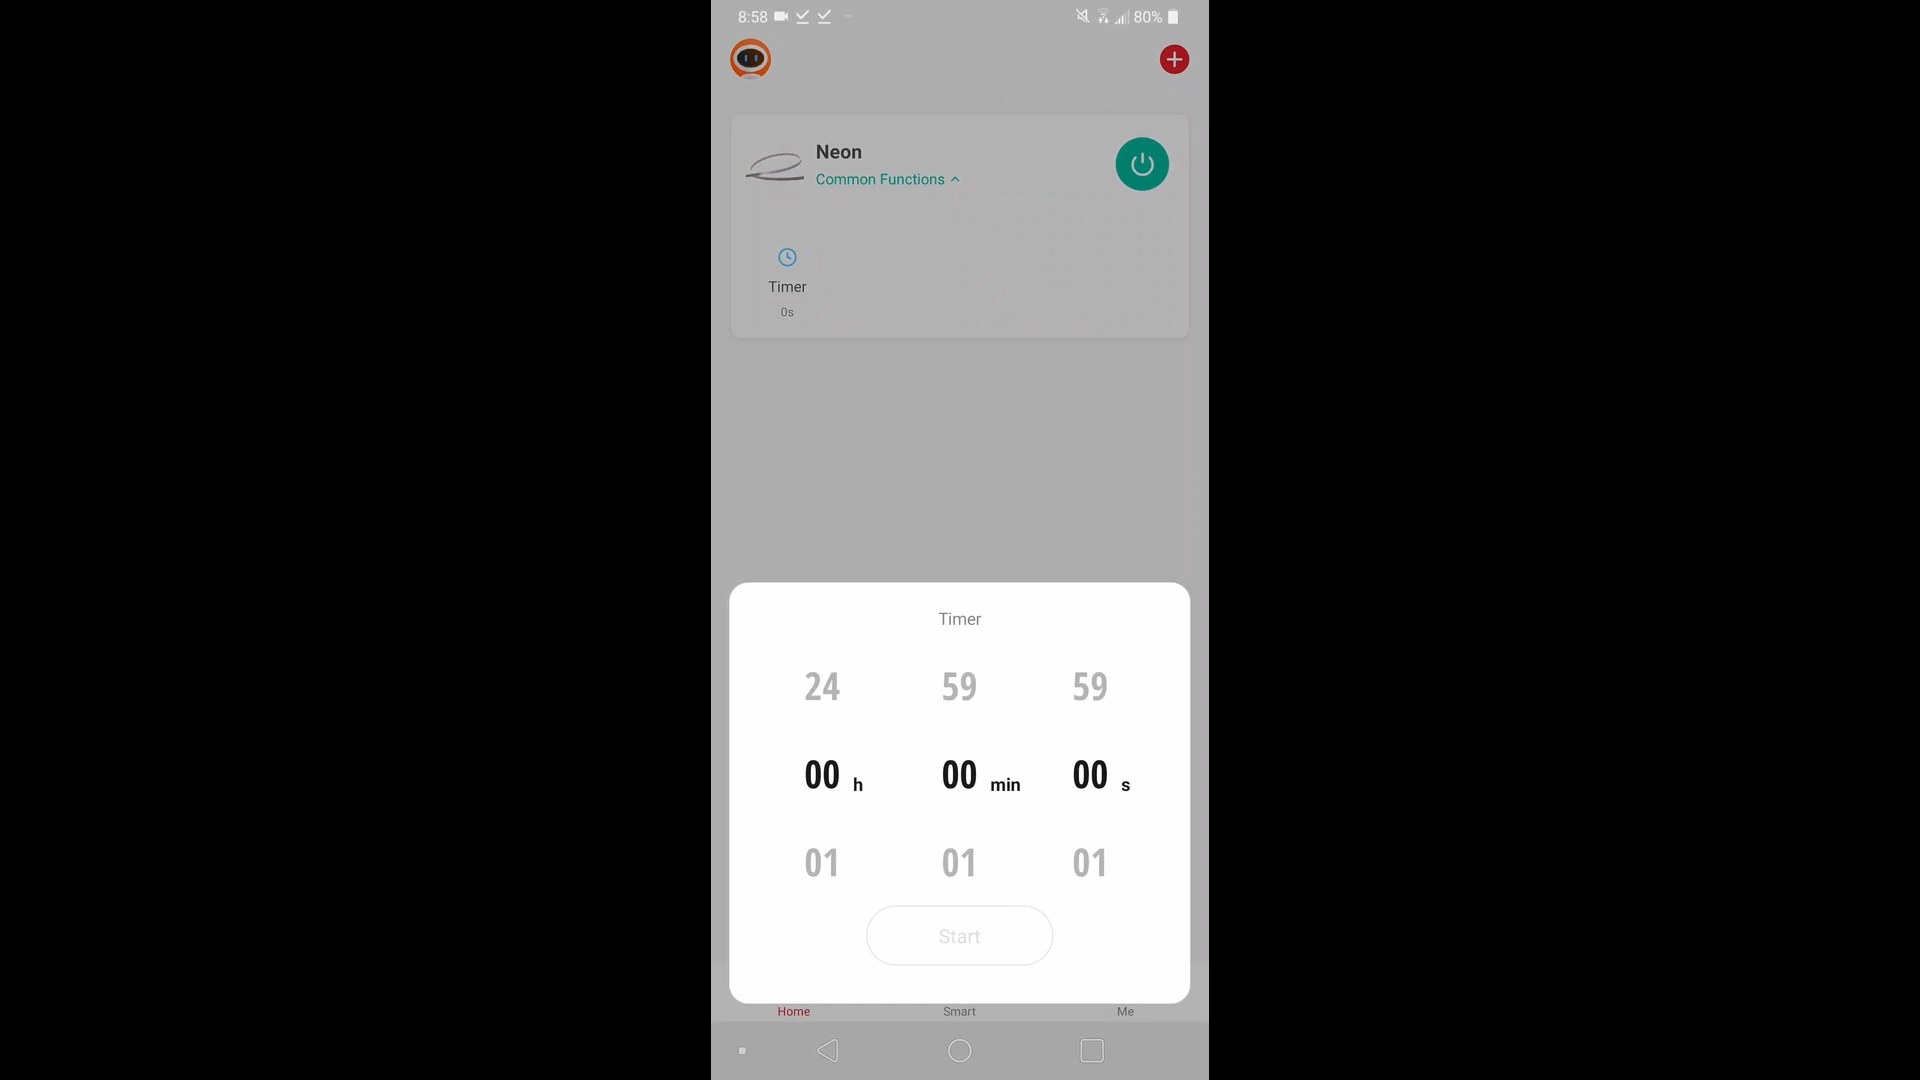 8:58 80%
Neon
Common Functions
Timer
0s
Timer
24 59 59
00 h 00 min 00 s
01 01 01
Start
Home Smart Me